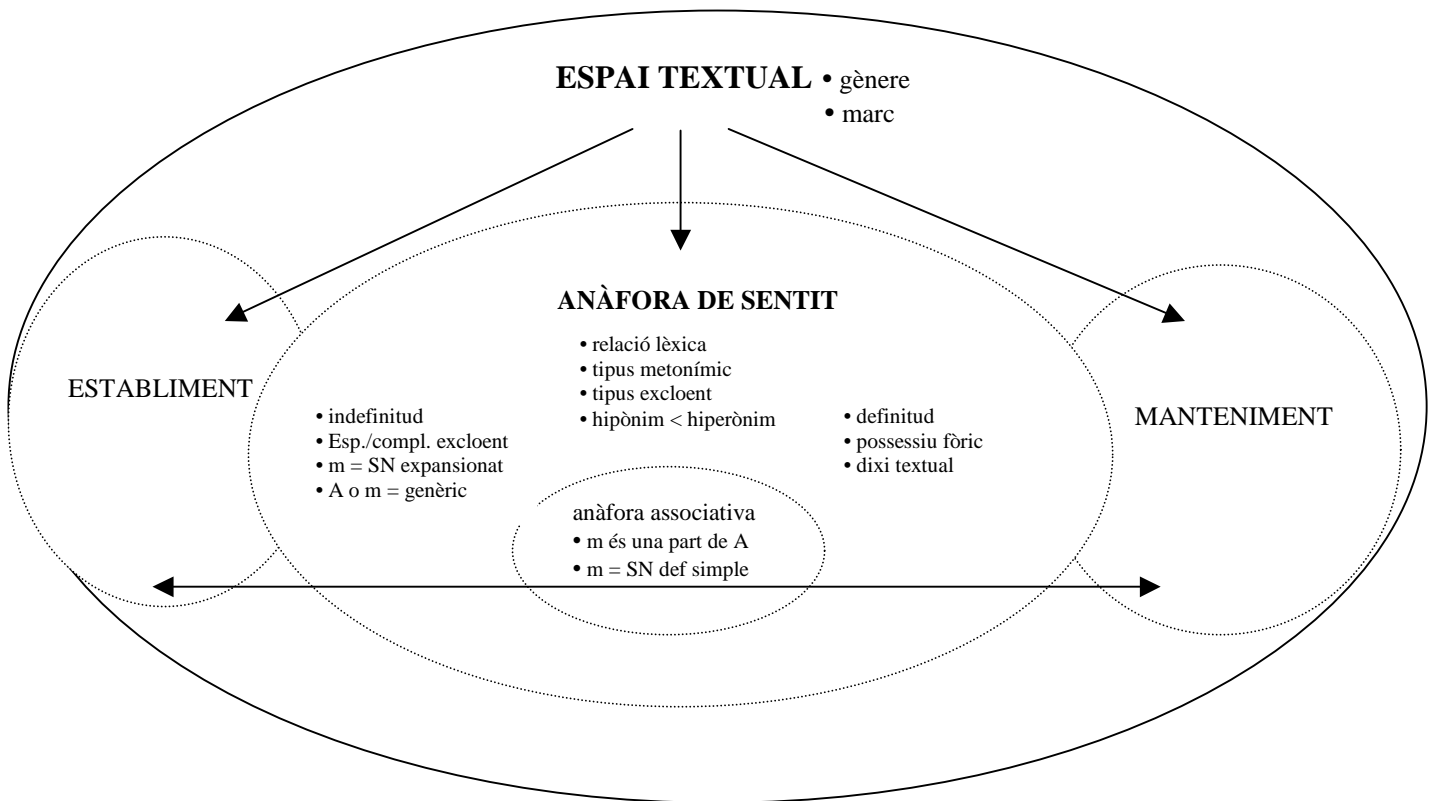 ESPAI TEXTUAL • gènere
• marc
ANÀFORA DE SENTIT
• relació lèxica
• tipus metonímic
• tipus excloent
• hipònim < hiperònim
ESTABLIMENT
• indefinitud
• Esp./compl. excloent
• m = SN expansionat
• A o m = genèric
• definitud
• possessiu fòric
• dixi textual
MANTENIMENT
anàfora associativa
• m és una part de A
• m = SN def simple